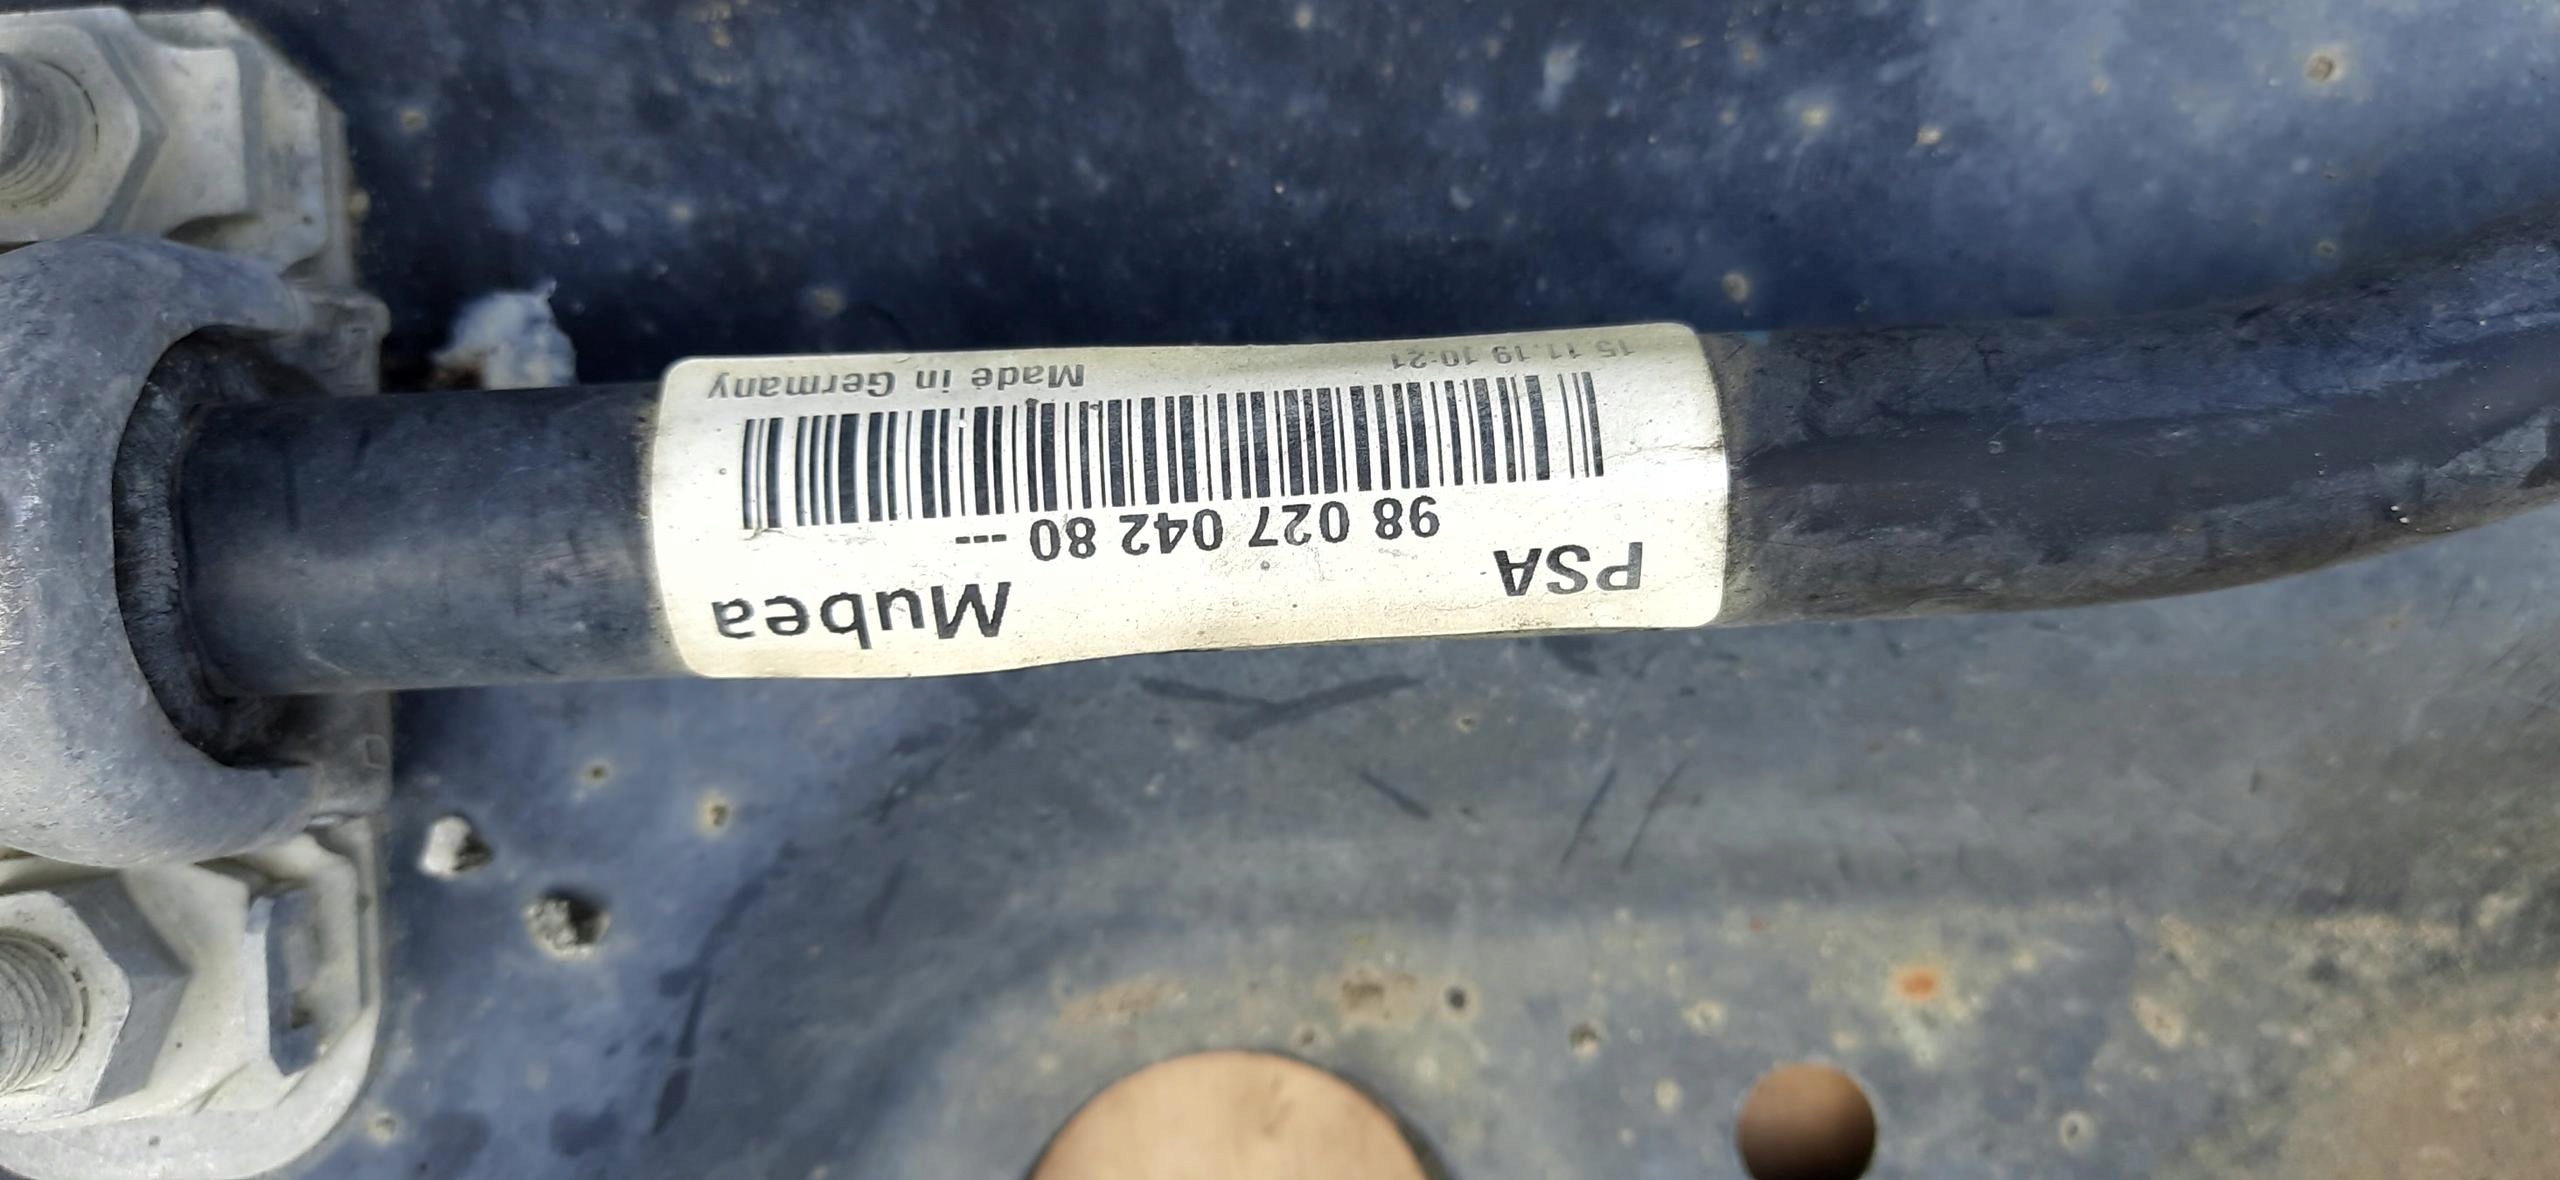 Mubea
PSA
98 027 042 80 ---
Made in Germany
15 11.19 10:21